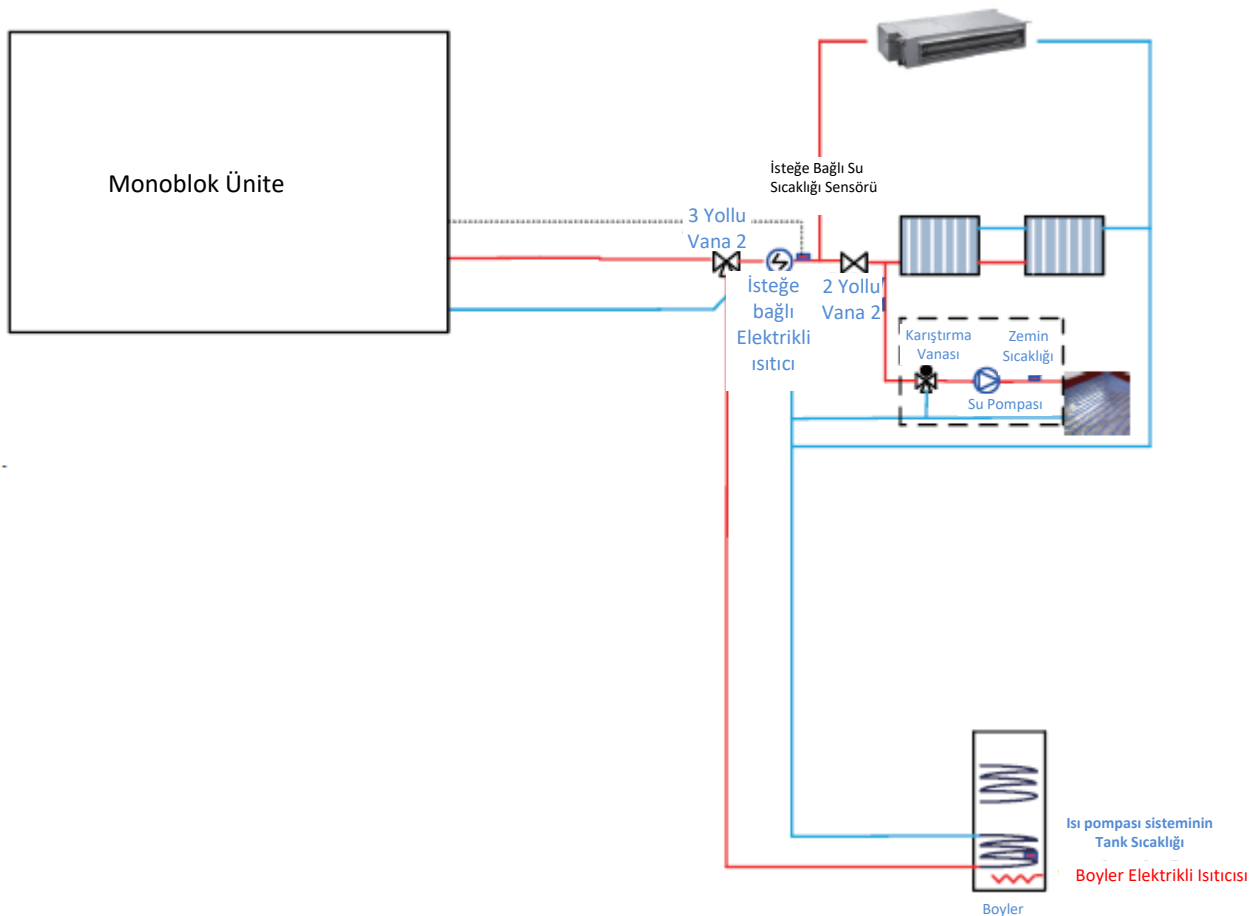 Monoblok Ünite
İsteğe Bağlı Su
Sıcaklığı Sensörü
3 Yollu
Vana 2
İsteğe
bağlı
Elektrikli
ısıtıcı
2 Yollu
Vana 2
Karıştırma
Vanası
Zemin
Sıcaklığı
Su Pompası
Isı pompası sisteminin
Tank Sıcaklığı
Boyler Elektrikli Isıtıcısı
Boyler